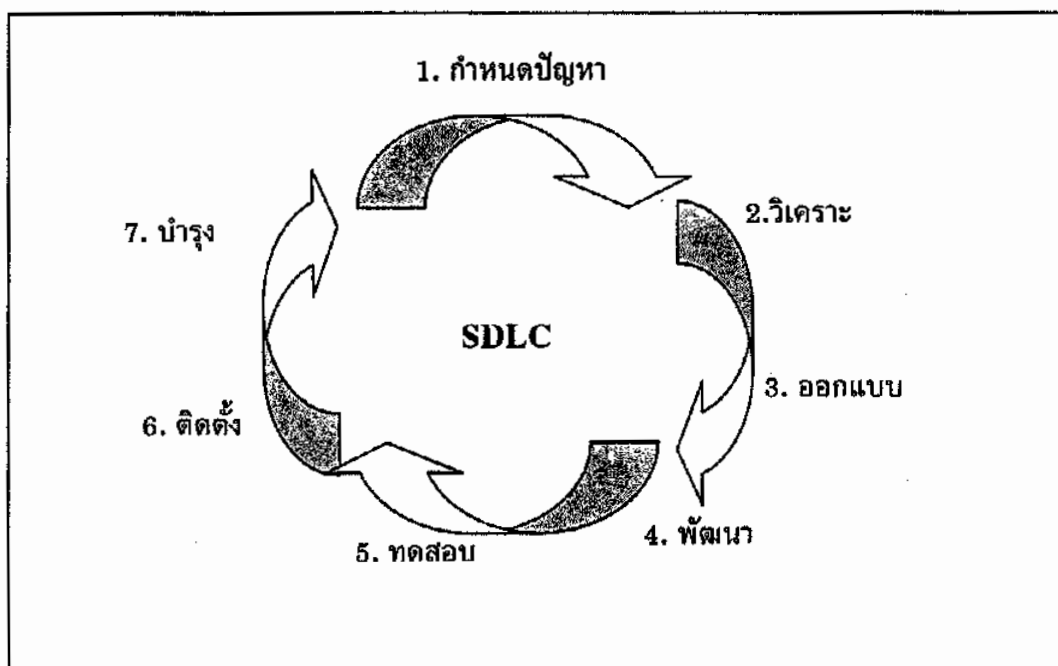 1. กำหนดปัญหา
2.วิเคราะ
3. ออกแบบ
4. พัฒนา
5. ทดสอบ
6. ติดตั้ง
7. บำรุง
SDLC